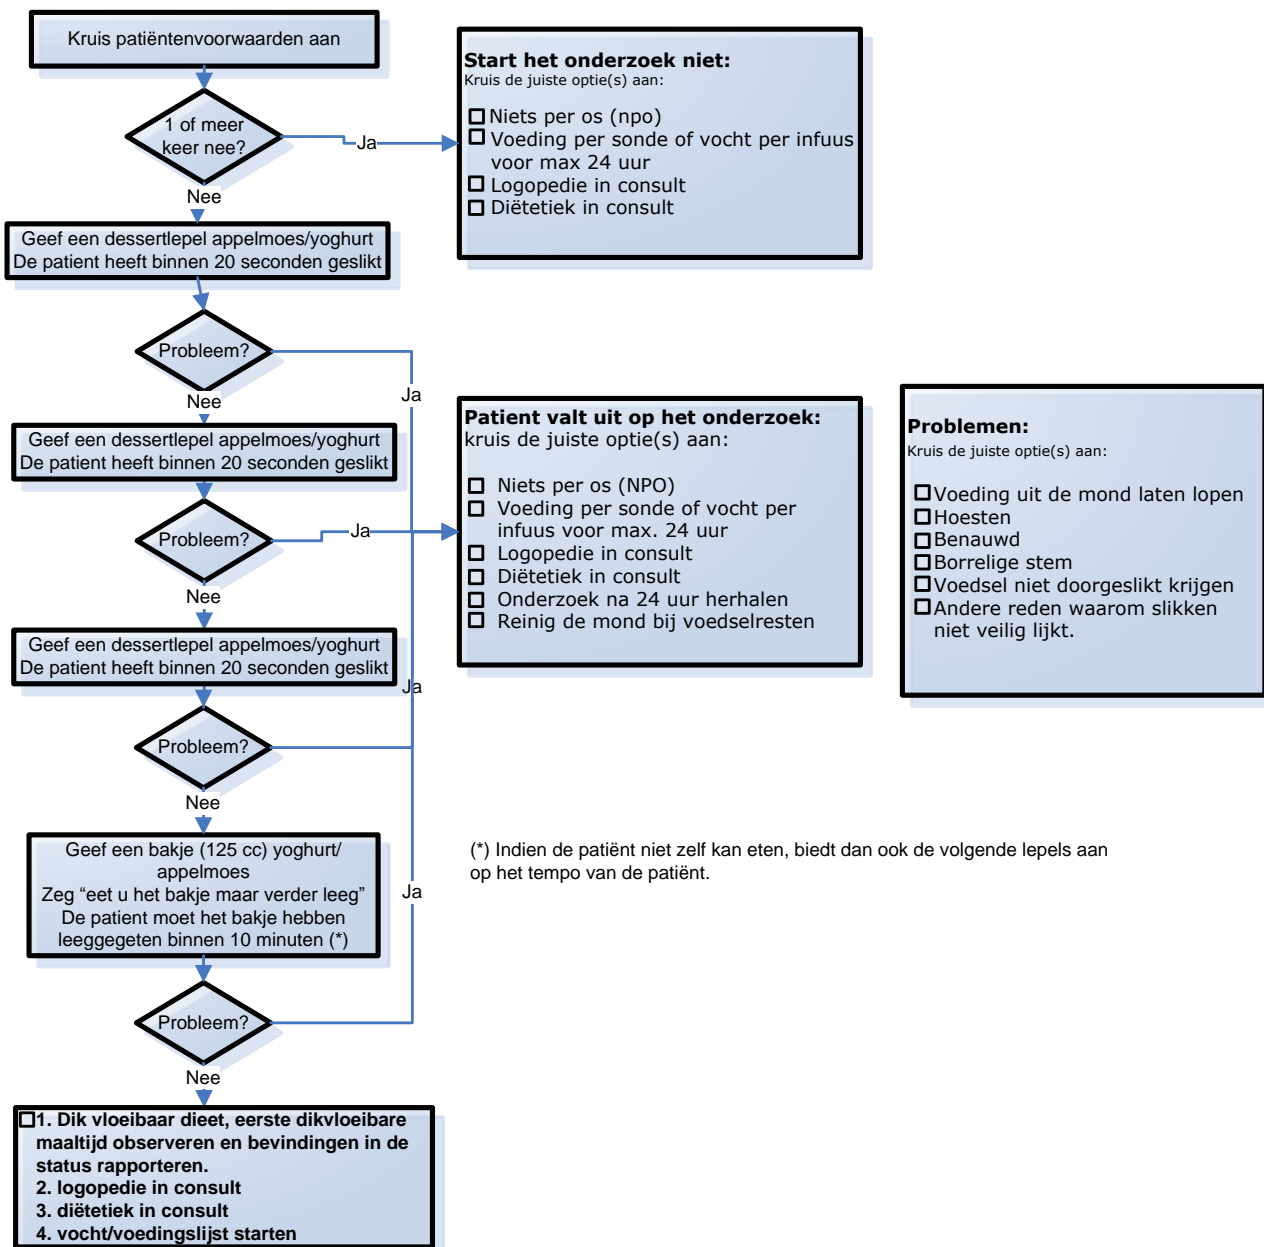 Kruis patiëntenvoorwaarden aan
1 of meer
keer nee?
Ja
Nee
Start het onderzoek niet:
Kruis de juiste optie(s) aan:
Niets per os (npo)
Voeding per sonde of vocht per infuus
voor max 24 uur
Logopedie in consult
Diëtetiek in consult
Geef een dessertlepel appelmoes/yoghurt
De patient heeft binnen 20 seconden geslikt
Probleem?
Ja
Nee
Geef een dessertlepel appelmoes/yoghurt
De patient heeft binnen 20 seconden geslikt
Probleem?
Ja
Nee
Patient valt uit op het onderzoek:
kruis de juiste optie(s) aan:
Niets per os (NPO)
Voeding per sonde of vocht per
infuus voor max. 24 uur
Logopedie in consult
Diëtetiek in consult
Onderzoek na 24 uur herhalen
Reinig de mond bij voedselresten
Problemen:
Kruis de juiste optie(s) aan:
Voeding uit de mond laten lopen
Hoesten
Benauwd
Borrelige stem
Voedsel niet doorgeslikt krijgen
Andere reden waarom slikken
niet veilig lijkt.
Geef een dessertlepel appelmoes/yoghurt
De patient heeft binnen 20 seconden geslikt
Ja
Probleem?
Nee
Geef een bakje (125 cc) yoghurt/
appelmoes
Zeg “eet u het bakje maar verder leeg”
De patient moet het bakje hebben
leeggegeten binnen 10 minuten (*)
Ja
(*) Indien de patiënt niet zelf kan eten, biedt dan ook de volgende lepels aan
op het tempo van de patiënt.
Probleem?
Nee
1. Dik vloeibaar dieet, eerste dikvloeibare
maaltijd observeren en bevindingen in de
status rapporteren.
2. logopedie in consult
3. diëtetiek in consult
4. vocht/voedingslijst starten